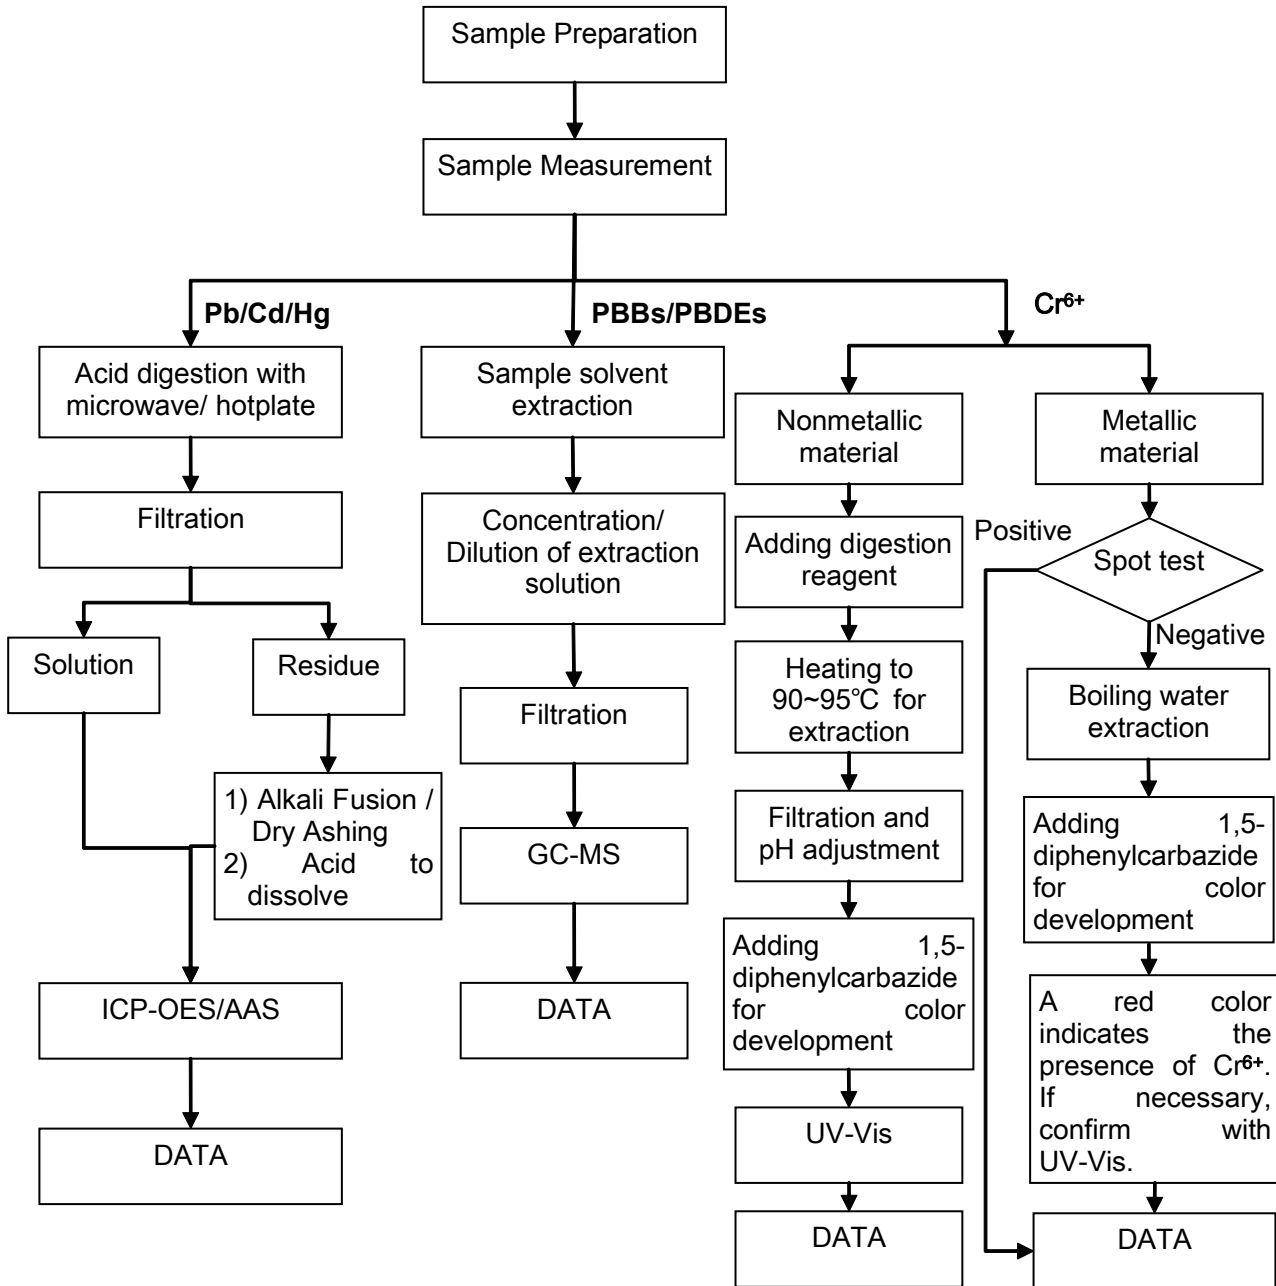 Sample Preparation
Sample Measurement
Pb/Cd/Hg
PBBs/PBDEs
Cr⁶⁺
Acid digestion with
microwave/ hotplate
Filtration
Solution
Residue
1) Alkali Fusion /
Dry Ashing
2) Acid to
dissolve
ICP-OES/AAS
DATA
Sample solvent
extraction
Concentration/
Dilution of extraction
solution
Filtration
GC-MS
DATA
Nonmetallic
material
Adding digestion
reagent
Heating to
90~95℃ for
extraction
Filtration and
pH adjustment
Adding 1,5-
diphenylcarbazide
for color
development
UV-Vis
DATA
Metallic
material
Positive
Spot test
Negative
Boiling water
extraction
Adding 1,5-
diphenylcarbazide
for color
development
A red color
indicates the
presence of Cr⁶⁺.
If necessary,
confirm with
UV-Vis.
DATA